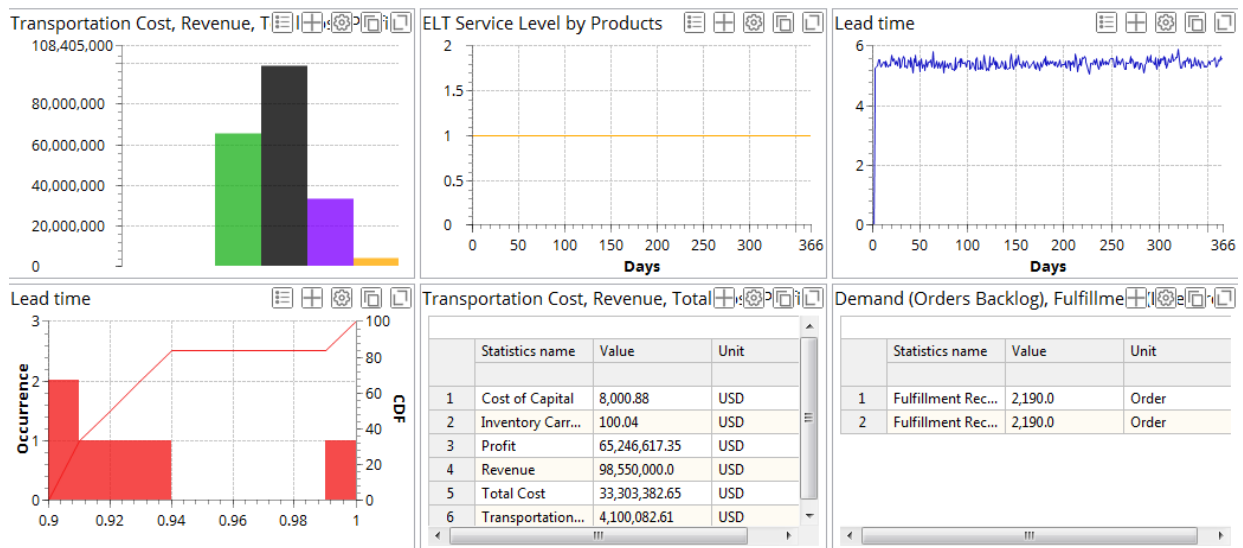 Transportation Cost, Revenue, T
108,405,000
80,000,000
60,000,000
40,000,000
20,000,000
0
ELT Service Level by Products
2
1.5
1
0.5
0
0 50 100 150 200 250 300 366
Days
Lead time
6
4
2
0
0 50 100 150 200 250 300 366
Days
Lead time
3
2
1
0
Occurrence
100
80
60
40
20
0
CDF
0.9 0.92 0.94 0.96 0.98 1
Transportation Cost, Revenue, Total
Statistics name Value Unit
1 Cost of Capital 8,000.88 USD
2 Inventory Carr... 100.04 USD
3 Profit 65,246,617.35 USD
4 Revenue 98,550,000.0 USD
5 Total Cost 33,303,382.65 USD
6 Transportation... 4,100,082.61 USD
Demand (Orders Backlog), Fulfillme
Statistics name Value Unit
1 Fulfillment Rec... 2,190.0 Order
2 Fulfillment Rec... 2,190.0 Order